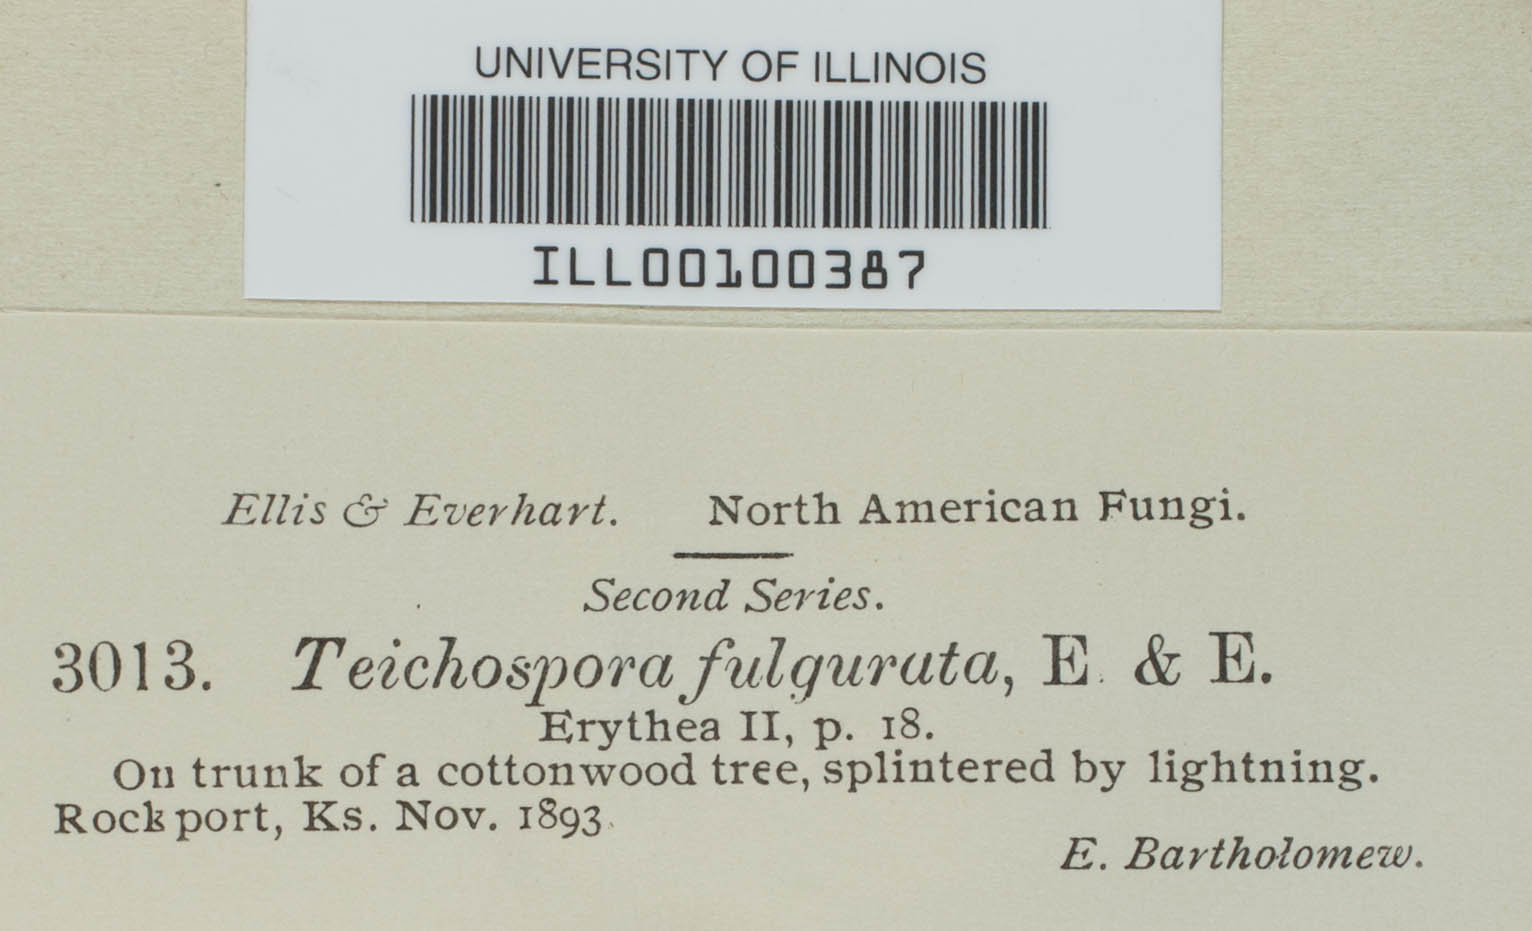 UNIVERSITY OF ILLINOIS
ILL00100387
Ellis & Everhart. North American Fungi.
Second Series.
3013. Teichospora fulgurata, E. & E.
Erythea II, p. 18.
On trunk of a cottonwood tree, splintered by lightning.
Rockport, Ks. Nov. 1893.
E. Bartholomew.